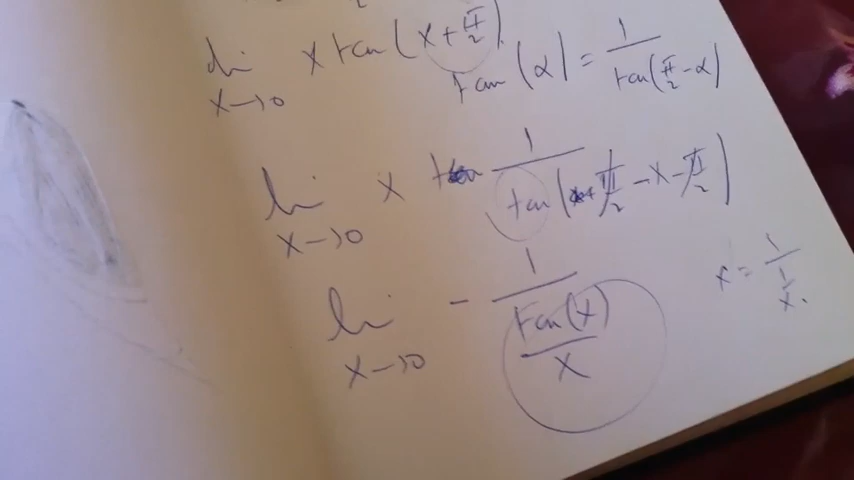 lim x→0 x tan(x + π/2)
tan(α) = 1/tan(π/2 - α)
lim x→0 x 1/tan(π/2 - x - π/2)
lim x→0 - 1/(tan(x)/x)
x = 1/(1/x).